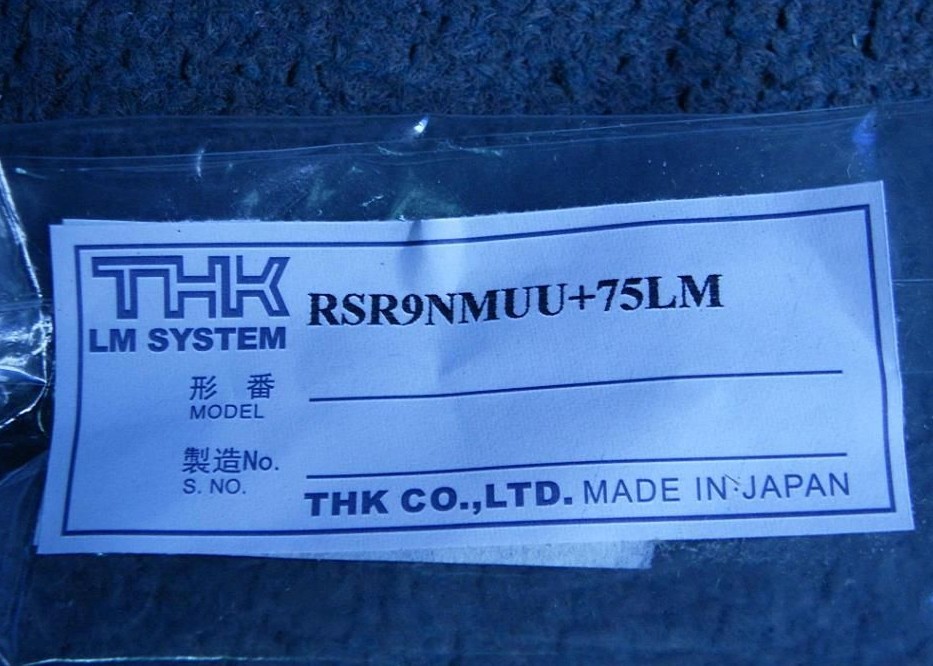 THK RSR9NMUU+75LM
LM SYSTEM
形 番
MODEL
製造No.
S. NO.
THK CO.,LTD. MADE IN JAPAN